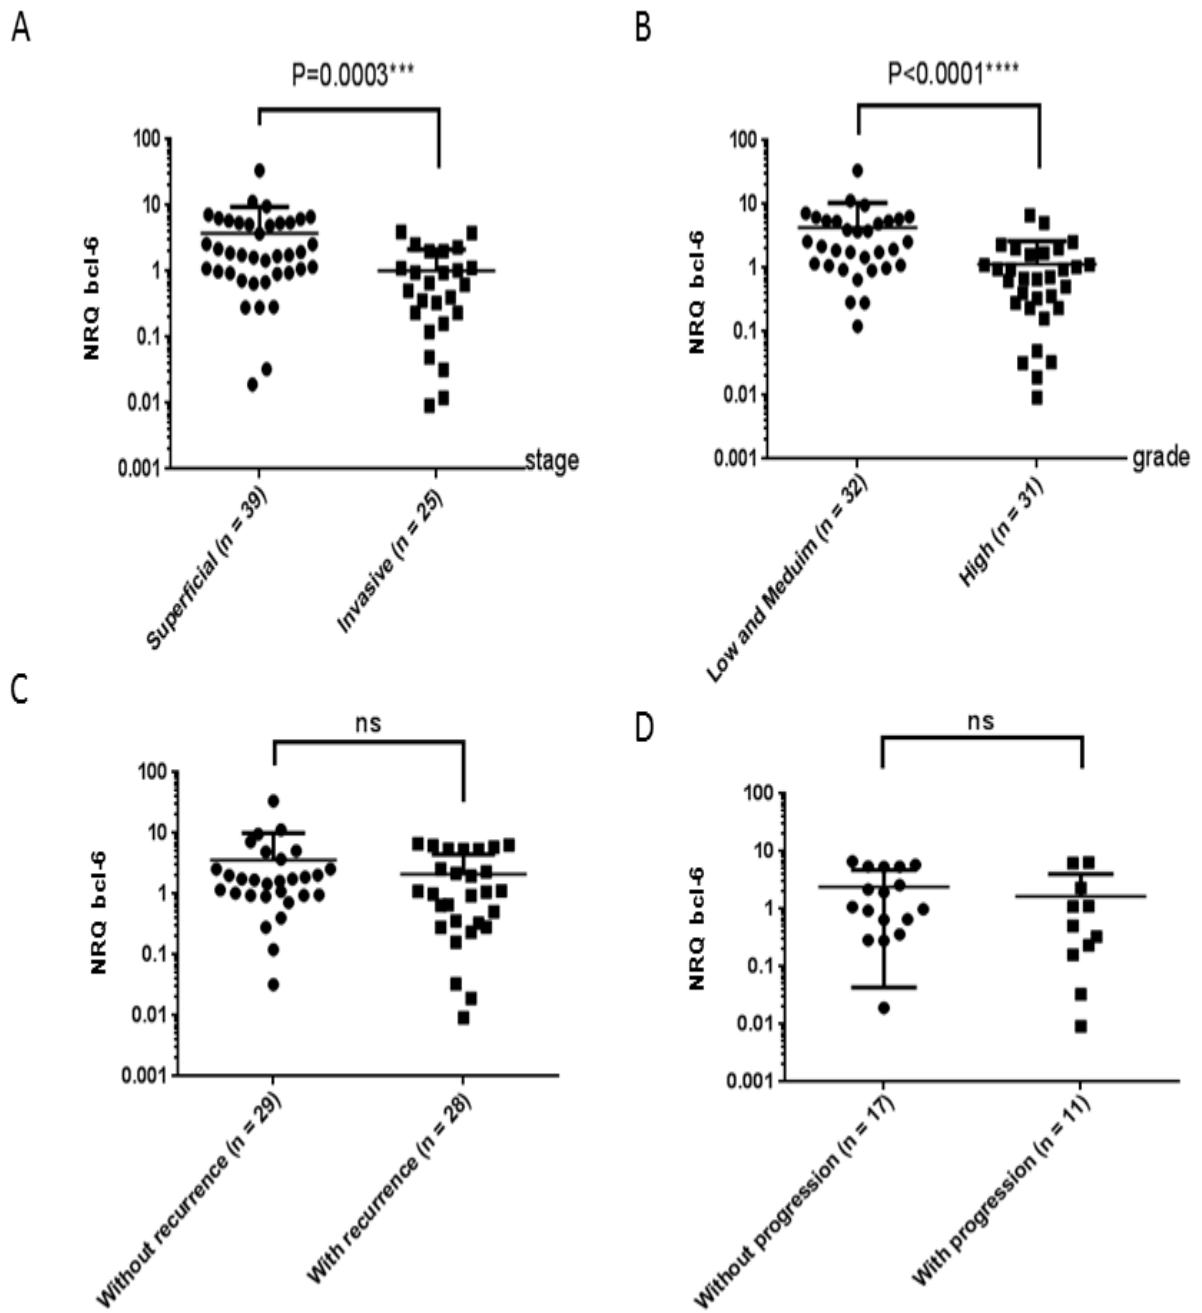 A
P=0.0003***
NRQ bcl-6
100
10
1
0.1
0.01
0.001
stage
Superficial (n = 39)
Invasive (n = 25)
B
P<0.0001****
NRQ bcl-6
100
10
1
0.1
0.01
0.001
grade
Low and Meduim (n = 32)
High (n = 31)
C
ns
NRQ bcl-6
100
10
1
0.1
0.01
0.001
Without recurrence (n = 29)
With recurrence (n = 28)
D
ns
NRQ bcl-6
100
10
1
0.1
0.01
0.001
Without progression (n = 17)
With progression (n = 11)